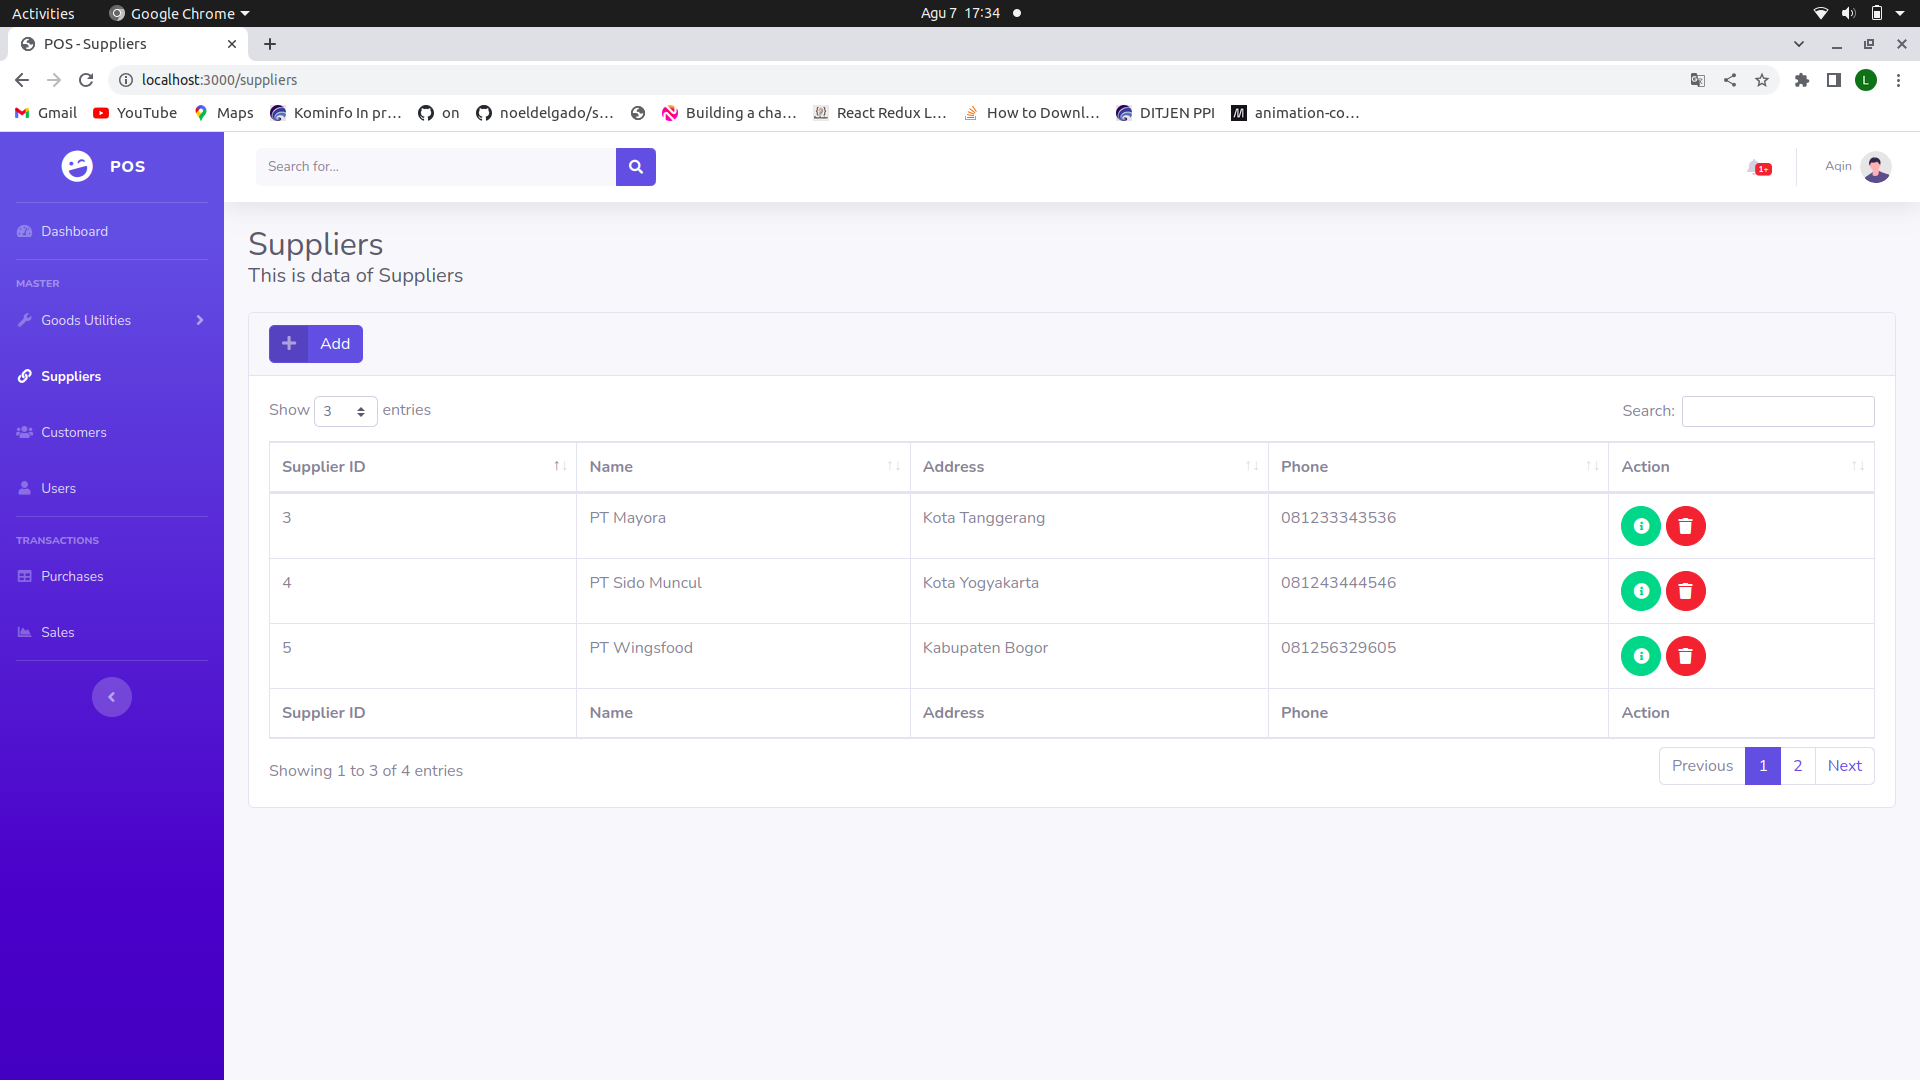 Activities Google Chrome Agu 7 17:34
POS - Suppliers
localhost:3000/suppliers L
Gmail YouTube Maps Kominfo In pr… on noeldelgado/s… Building a cha… React Redux L… How to Downl… DITJEN PPI animation-co…
POS
Search for...
1+
Aqin
Dashboard
MASTER
Goods Utilities
Suppliers
Customers
Users
TRANSACTIONS
Purchases
Sales
Suppliers
This is data of Suppliers
Add
Show 3 entries Search:
Supplier ID Name Address Phone Action
3 PT Mayora Kota Tanggerang 081233343536
4 PT Sido Muncul Kota Yogyakarta 081243444546
5 PT Wingsfood Kabupaten Bogor 081256329605
Supplier ID Name Address Phone Action
Showing 1 to 3 of 4 entries Previous 1 2 Next